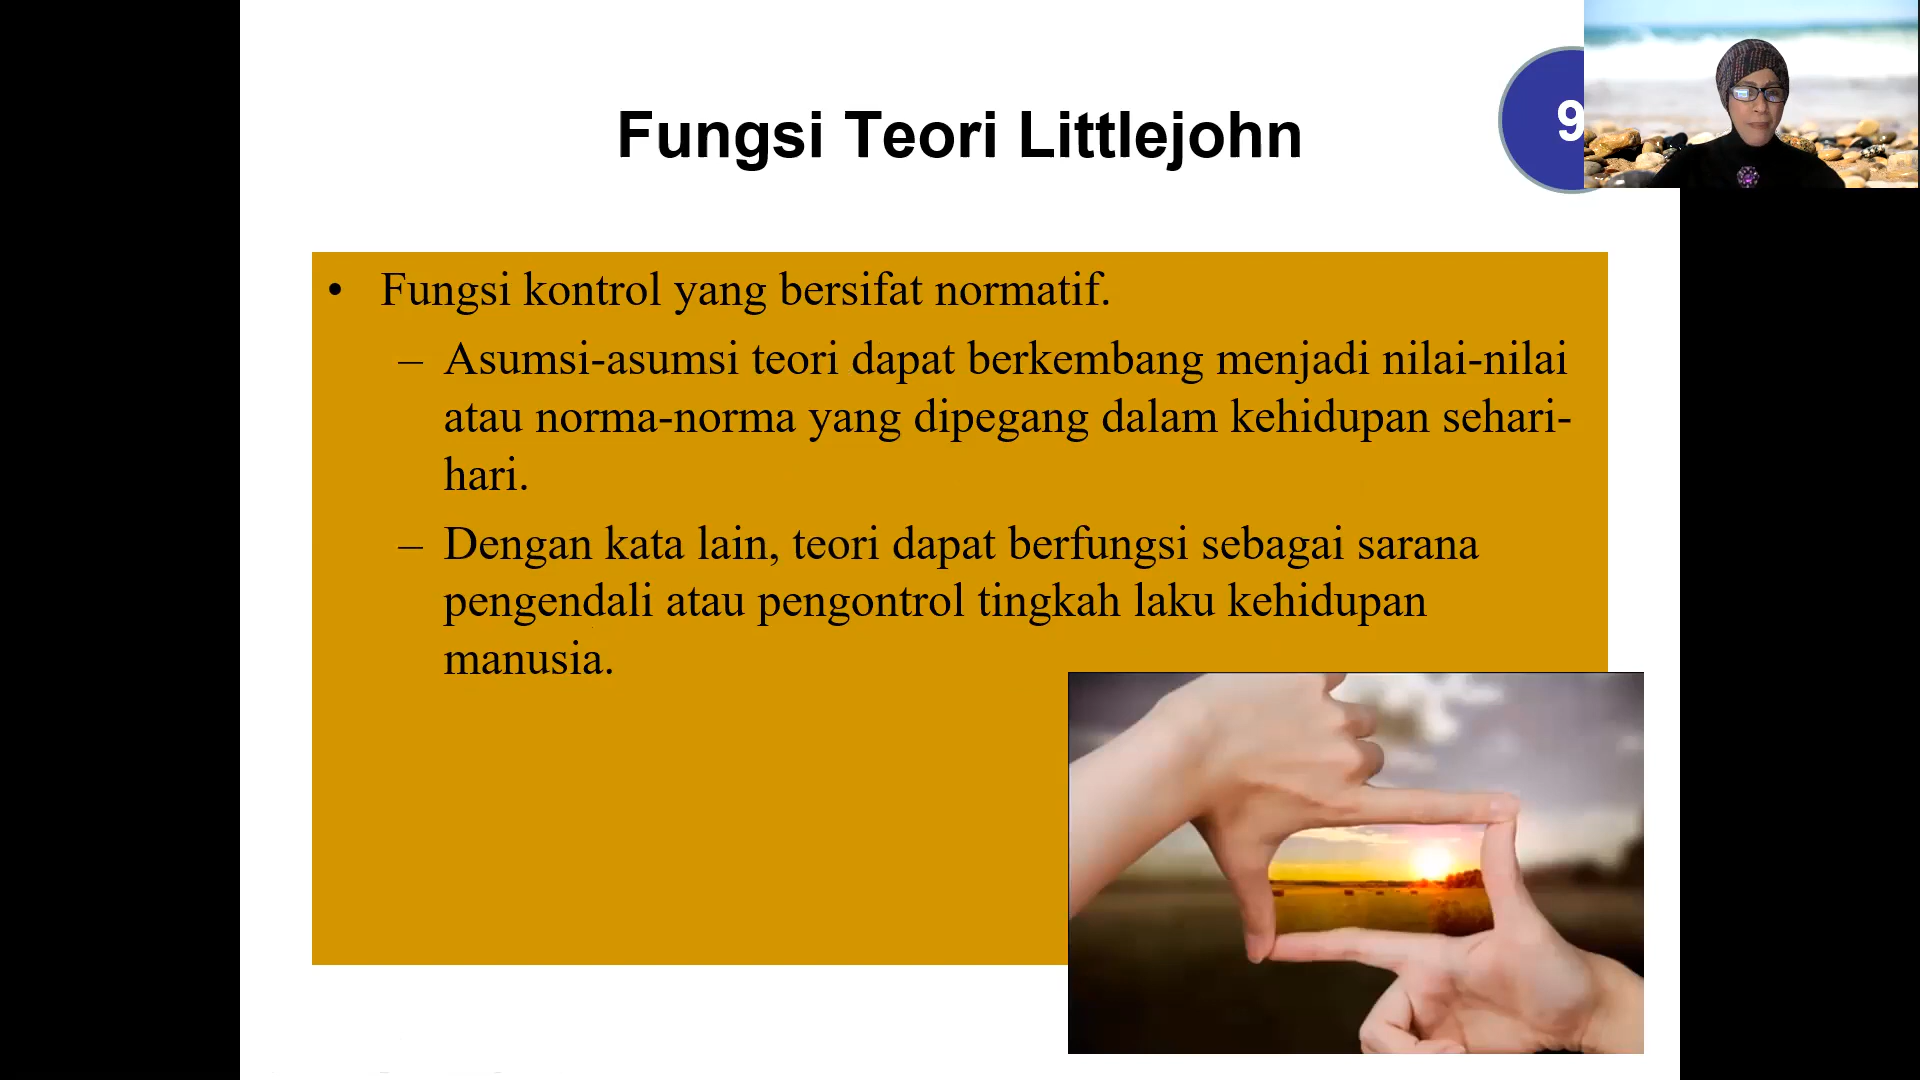 Fungsi Teori Littlejohn
9
• Fungsi kontrol yang bersifat normatif.
– Asumsi-asumsi teori dapat berkembang menjadi nilai-nilai
atau norma-norma yang dipegang dalam kehidupan sehari-
hari.
– Dengan kata lain, teori dapat berfungsi sebagai sarana
pengendali atau pengontrol tingkah laku kehidupan
manusia.